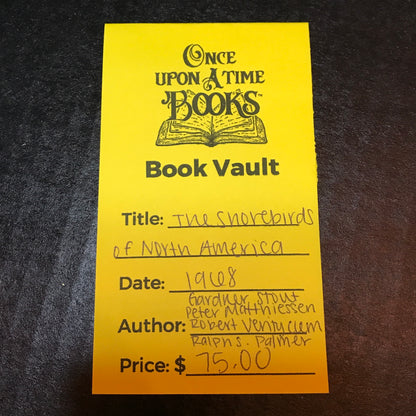 ONCE
UPON A TIME
BOOKS™
Book Vault
Title: The Shorebirds
of North America
Date: 1968
Gardner Stout
Peter Matthiessen
Author: Robert Verity Clem
Ralph S. Palmer
Price: $ 75.00